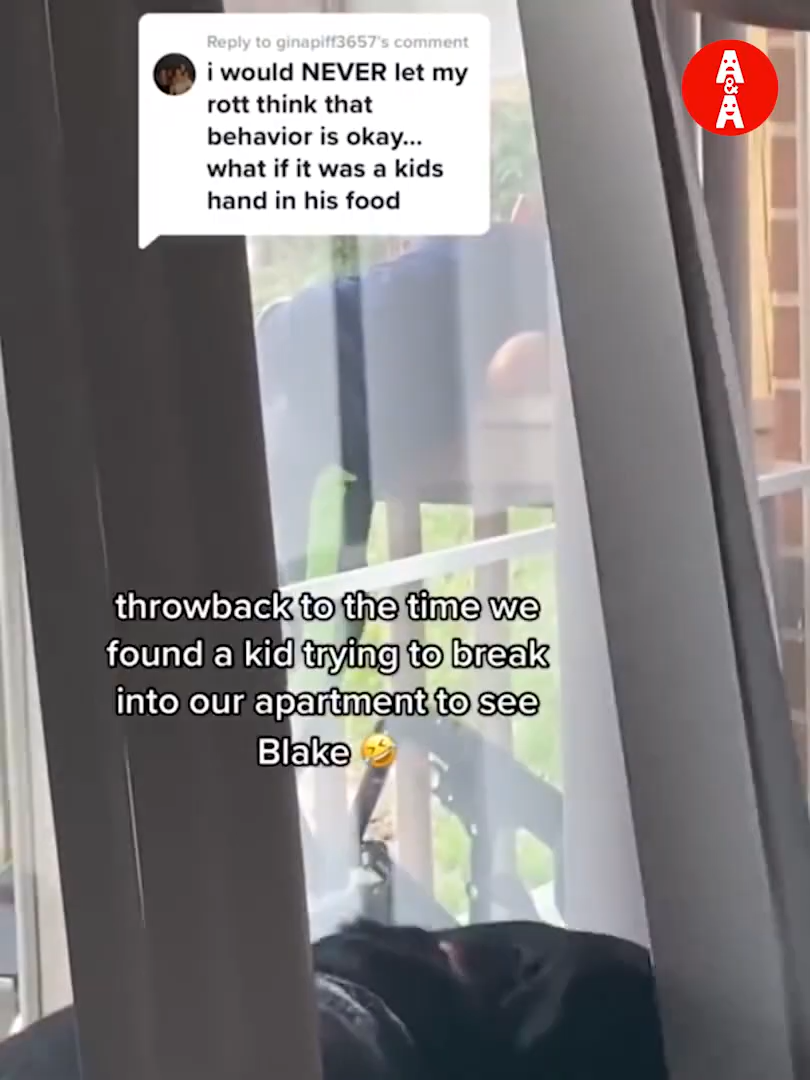 Reply to ginapiff3657's comment
i would NEVER let my
rott think that
behavior is okay...
what if it was a kids
hand in his food
A
&
A
throwback to the time we
found a kid trying to break
into our apartment to see
Blake 🤣